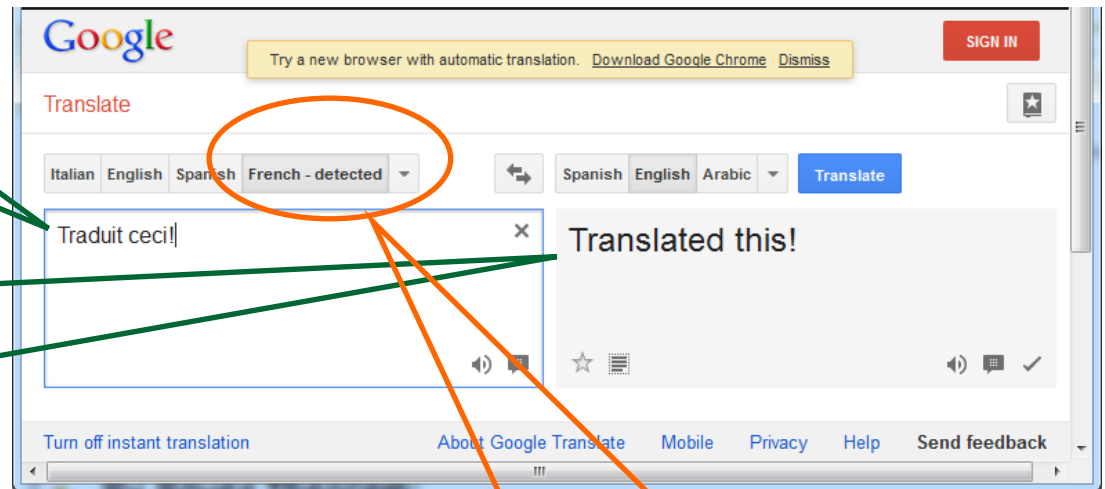 Google
Try a new browser with automatic translation. Download Google Chrome Dismiss
SIGN IN
Translate
Italian English Spanish French - detected
Spanish English Arabic Translate
Traduit ceci!
Translated this!
Turn off instant translation About Google Translate Mobile Privacy Help Send feedback